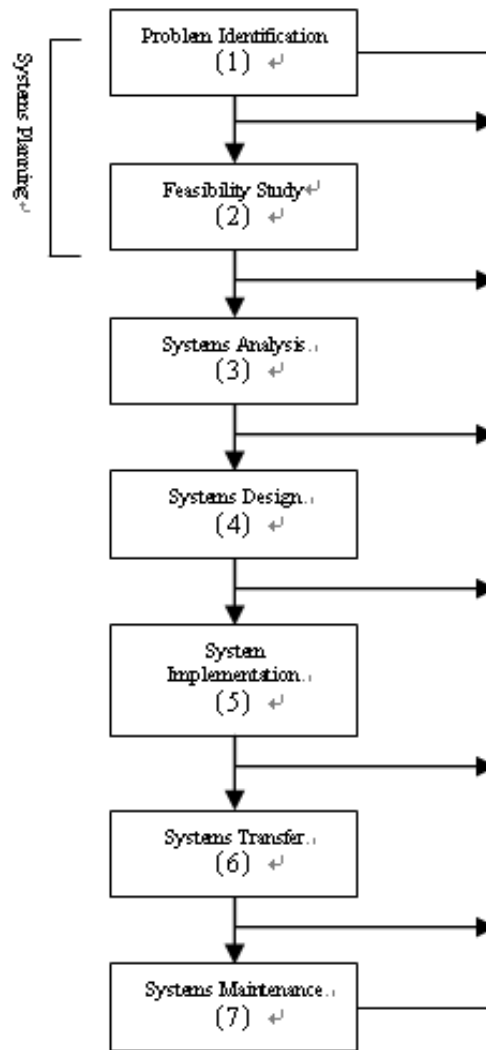 Problem Identification
(1) ↵
Systems Planning↵
Feasibility Study↵
(2) ↵
Systems Analysis
(3) ↵
Systems Design
(4) ↵
System
Implementation
(5) ↵
Systems Transfer
(6) ↵
Systems Maintenance
(7) ↵